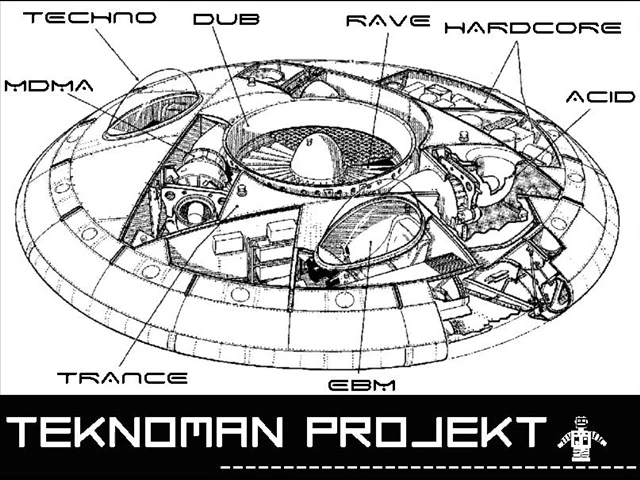 TECHNO
DUB
RAVE
HARDCORE
MDMA
ACID
TRANCE
EBM
TEKNOMAN PROJEKT